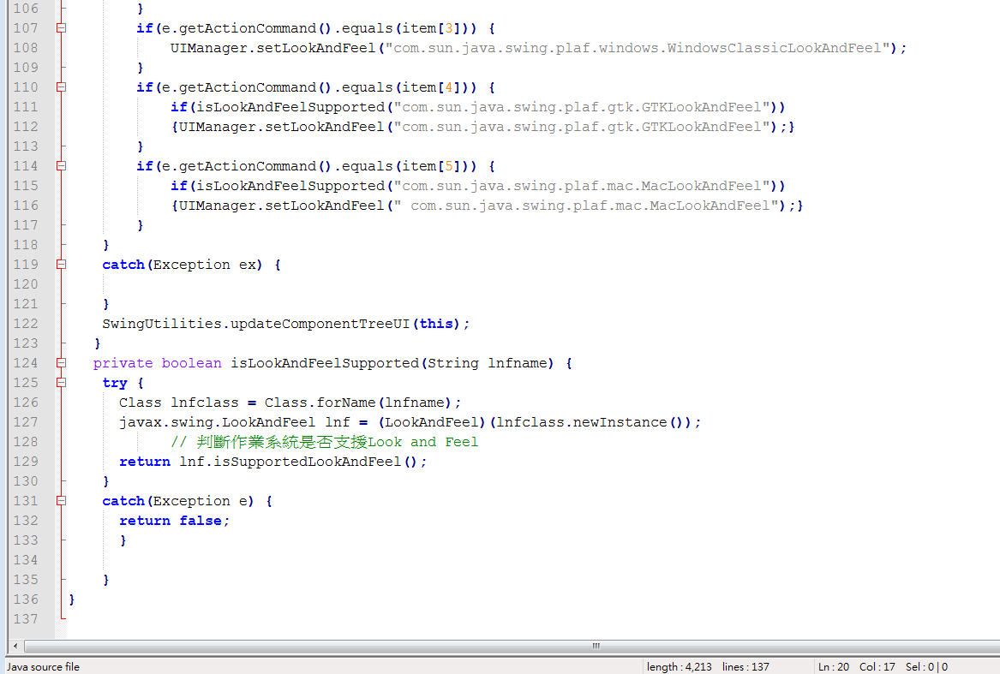 106 }
107 if(e.getActionCommand().equals(item[3])) {
108 UIManager.setLookAndFeel("com.sun.java.swing.plaf.windows.WindowsClassicLookAndFeel");
109 }
110 if(e.getActionCommand().equals(item[4])) {
111 if(isLookAndFeelSupported("com.sun.java.swing.plaf.gtk.GTKLookAndFeel"))
112 {UIManager.setLookAndFeel("com.sun.java.swing.plaf.gtk.GTKLookAndFeel");}
113 }
114 if(e.getActionCommand().equals(item[5])) {
115 if(isLookAndFeelSupported("com.sun.java.swing.plaf.mac.MacLookAndFeel"))
116 {UIManager.setLookAndFeel(" com.sun.java.swing.plaf.mac.MacLookAndFeel");}
117 }
118 }
119 catch(Exception ex) {
120
121 }
122 SwingUtilities.updateComponentTreeUI(this);
123 }
124 private boolean isLookAndFeelSupported(String lnfname) {
125 try {
126 Class lnfclass = Class.forName(lnfname);
127 javax.swing.LookAndFeel lnf = (LookAndFeel)(lnfclass.newInstance());
128 // 判斷作業系統是否支援Look and Feel
129 return lnf.isSupportedLookAndFeel();
130 }
131 catch(Exception e) {
132 return false;
133 }
134
135 }
136 }
137
Java source file length : 4,213 lines : 137 Ln : 20 Col : 17 Sel : 0 | 0